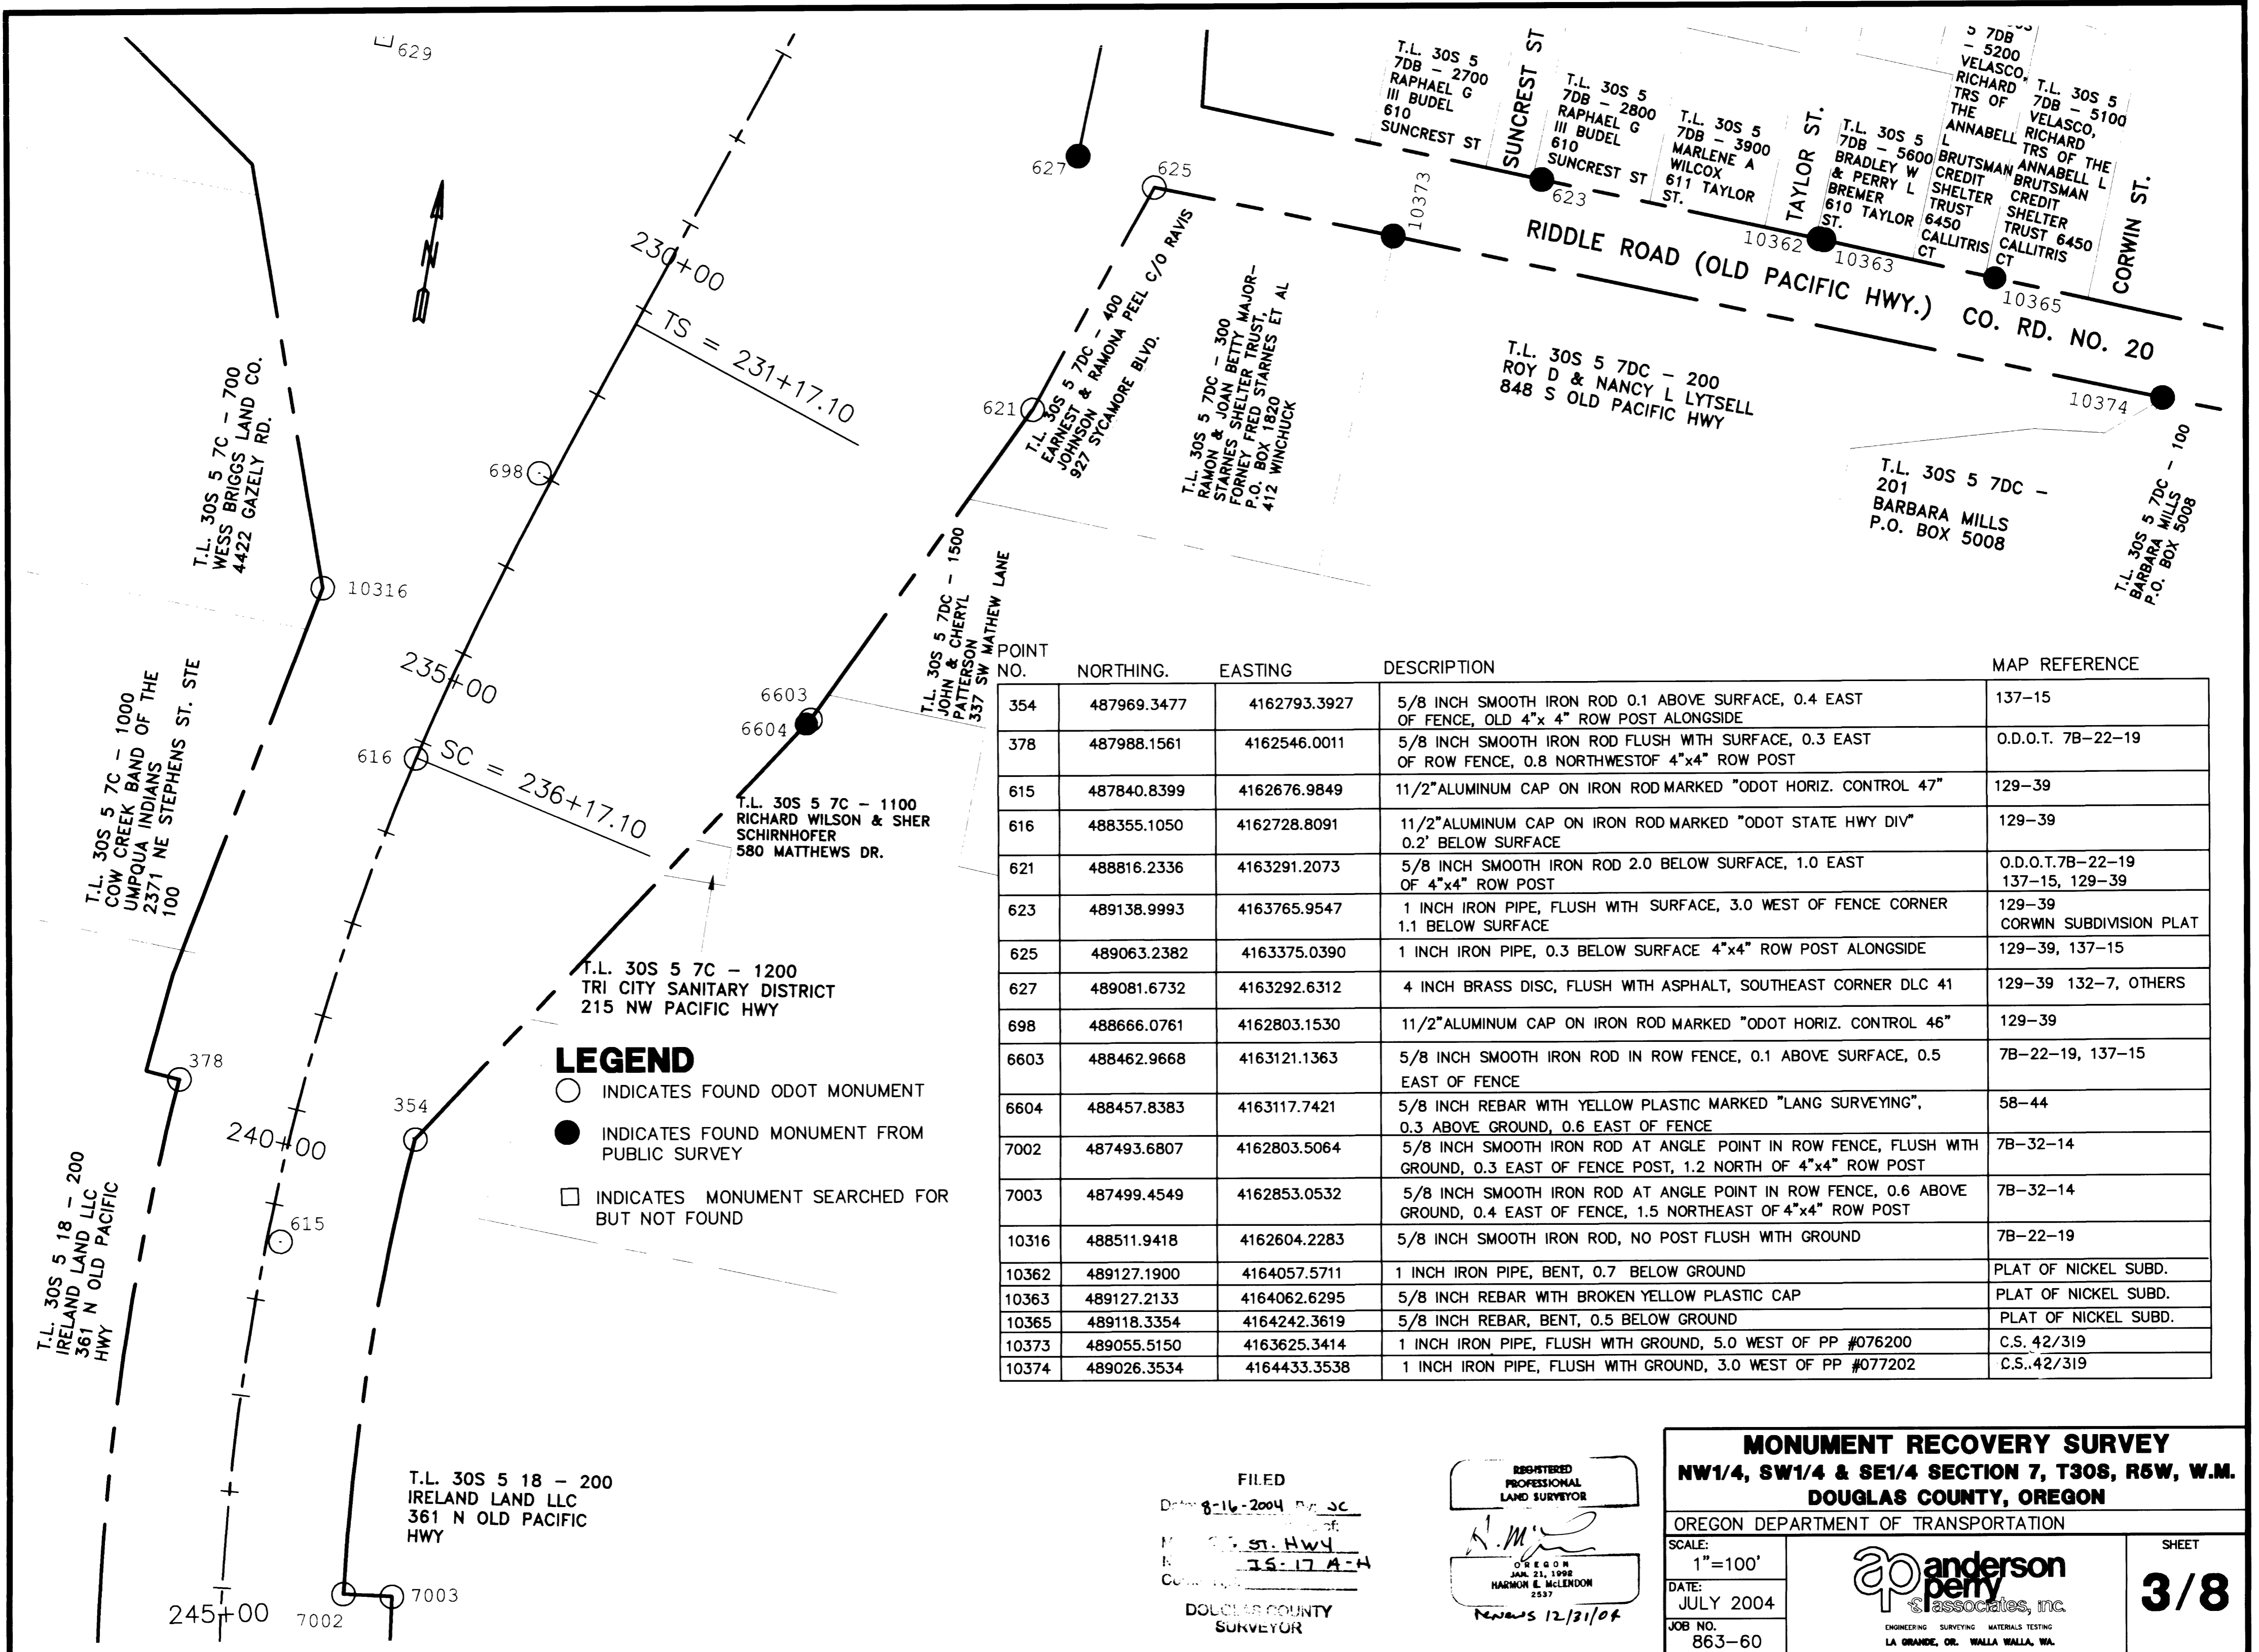 629
627
625
T.L. 30S 5
7DB – 2700
RAPHAEL G
III BUDEL
610
SUNCREST ST
SUNCREST ST
T.L. 30S 5
7DB – 2800
RAPHAEL G
III BUDEL
610
SUNCREST ST
T.L. 30S 5
7DB – 3900
MARLENE A
WILCOX
611 TAYLOR
ST.
TAYLOR ST.
T.L. 30S 5
7DB – 5600
BRADLEY W
& PERRY L
BREMER
610 TAYLOR
ST.
5 7DB
– 5200
VELASCO,
RICHARD
TRS OF
THE
ANNABELL
L
BRUTSMAN
CREDIT
SHELTER
TRUST
6450
CALLITRIS
CT
T.L. 30S 5
7DB – 5100
VELASCO,
RICHARD
TRS OF THE
ANNABELL L
BRUTSMAN
CREDIT
SHELTER
TRUST 6450
CALLITRIS
CT
CORWIN ST.
10373
623
10362
10363
10365
10374
RIDDLE ROAD (OLD PACIFIC HWY.) CO. RD. NO. 20
N
230+00
TS = 231+17.10
T.L. 30S 5 7DC – 400
EARNEST & RAMONA PEEL C/O RAVIS
JOHNSON
927 SYCAMORE BLVD.
T.L. 30S 5 7DC – 300
RAMON & JOAN BETTY MAJOR–
STARNES SHELTER TRUST,
FORNEY FRED STARNES ET AL
P.O. BOX 1820
412 WINCHUCK
T.L. 30S 5 7DC – 200
ROY D & NANCY L LYTSELL
848 S OLD PACIFIC HWY
T.L. 30S 5 7DC –
201
BARBARA MILLS
P.O. BOX 5008
T.L. 30S 5 7DC – 100
BARBARA MILLS
P.O. BOX 5008
621
698
T.L. 30S 5 7C – 700
WESS BRIGGS LAND CO.
4422 GAZELY RD.
10316
T.L. 30S 5 7DC – 1500
JOHN & CHERYL
PATTERSON
337 SW MATHEW LANE
235+00
6603
6604
616
SC = 236+17.10
T.L. 30S 5 7C – 1000
COW CREEK BAND OF THE
UMPQUA INDIANS
2371 NE STEPHENS ST. STE
100
T.L. 30S 5 7C – 1100
RICHARD WILSON & SHER
SCHIRNHOFER
580 MATTHEWS DR.
T.L. 30S 5 7C – 1200
TRI CITY SANITARY DISTRICT
215 NW PACIFIC HWY
378
354
240+00
615
T.L. 30S 5 18 – 200
IRELAND LAND LLC
361 N OLD PACIFIC
HWY
LEGEND
INDICATES FOUND ODOT MONUMENT
INDICATES FOUND MONUMENT FROM
PUBLIC SURVEY
INDICATES MONUMENT SEARCHED FOR
BUT NOT FOUND
T.L. 30S 5 18 – 200
IRELAND LAND LLC
361 N OLD PACIFIC
HWY
245+00
7002
7003
POINT
NO. NORTHING. EASTING DESCRIPTION MAP REFERENCE
354 487969.3477 4162793.3927 5/8 INCH SMOOTH IRON ROD 0.1 ABOVE SURFACE, 0.4 EAST 137–15
OF FENCE, OLD 4"x 4" ROW POST ALONGSIDE
378 487988.1561 4162546.0011 5/8 INCH SMOOTH IRON ROD FLUSH WITH SURFACE, 0.3 EAST O.D.O.T. 7B–22–19
OF ROW FENCE, 0.8 NORTHWESTOF 4"x4" ROW POST
615 487840.8399 4162676.9849 11/2"ALUMINUM CAP ON IRON ROD MARKED "ODOT HORIZ. CONTROL 47" 129–39
616 488355.1050 4162728.8091 11/2"ALUMINUM CAP ON IRON ROD MARKED "ODOT STATE HWY DIV" 129–39
0.2' BELOW SURFACE
621 488816.2336 4163291.2073 5/8 INCH SMOOTH IRON ROD 2.0 BELOW SURFACE, 1.0 EAST O.D.O.T.7B–22–19
OF 4"x4" ROW POST 137–15, 129–39
623 489138.9993 4163765.9547 1 INCH IRON PIPE, FLUSH WITH SURFACE, 3.0 WEST OF FENCE CORNER 129–39
1.1 BELOW SURFACE CORWIN SUBDIVISION PLAT
625 489063.2382 4163375.0390 1 INCH IRON PIPE, 0.3 BELOW SURFACE 4"x4" ROW POST ALONGSIDE 129–39, 137–15
627 489081.6732 4163292.6312 4 INCH BRASS DISC, FLUSH WITH ASPHALT, SOUTHEAST CORNER DLC 41 129–39 132–7, OTHERS
698 488666.0761 4162803.1530 11/2"ALUMINUM CAP ON IRON ROD MARKED "ODOT HORIZ. CONTROL 46" 129–39
6603 488462.9668 4163121.1363 5/8 INCH SMOOTH IRON ROD IN ROW FENCE, 0.1 ABOVE SURFACE, 0.5 7B–22–19, 137–15
EAST OF FENCE
6604 488457.8383 4163117.7421 5/8 INCH REBAR WITH YELLOW PLASTIC MARKED "LANG SURVEYING", 58–44
0.3 ABOVE GROUND, 0.6 EAST OF FENCE
7002 487493.6807 4162803.5064 5/8 INCH SMOOTH IRON ROD AT ANGLE POINT IN ROW FENCE, FLUSH WITH 7B–32–14
GROUND, 0.3 EAST OF FENCE POST, 1.2 NORTH OF 4"x4" ROW POST
7003 487499.4549 4162853.0532 5/8 INCH SMOOTH IRON ROD AT ANGLE POINT IN ROW FENCE, 0.6 ABOVE 7B–32–14
GROUND, 0.4 EAST OF FENCE, 1.5 NORTHEAST OF 4"x4" ROW POST
10316 488511.9418 4162604.2283 5/8 INCH SMOOTH IRON ROD, NO POST FLUSH WITH GROUND 7B–22–19
10362 489127.1900 4164057.5711 1 INCH IRON PIPE, BENT, 0.7 BELOW GROUND PLAT OF NICKEL SUBD.
10363 489127.2133 4164062.6295 5/8 INCH REBAR WITH BROKEN YELLOW PLASTIC CAP PLAT OF NICKEL SUBD.
10365 489118.3354 4164242.3619 5/8 INCH REBAR, BENT, 0.5 BELOW GROUND PLAT OF NICKEL SUBD.
10373 489055.5150 4163625.3414 1 INCH IRON PIPE, FLUSH WITH GROUND, 5.0 WEST OF PP #076200 C.S. 42/319
10374 489026.3534 4164433.3538 1 INCH IRON PIPE, FLUSH WITH GROUND, 3.0 WEST OF PP #077202 C.S..42/319
FILED
Date 8-16-2004 By JC
of:
ST. HWY
IS-17 A-H
DOUGLAS COUNTY
SURVEYOR
REGISTERED
PROFESSIONAL
LAND SURVEYOR
OREGON
JAN. 21, 1992
HARMON E. McLENDON
2537
Renews 12/31/04
MONUMENT RECOVERY SURVEY
NW1/4, SW1/4 & SE1/4 SECTION 7, T30S, R5W, W.M.
DOUGLAS COUNTY, OREGON
OREGON DEPARTMENT OF TRANSPORTATION
SCALE:
1"=100'
DATE:
JULY 2004
JOB NO.
863–60
ap anderson
perry
& associates, inc.
ENGINEERING SURVEYING MATERIALS TESTING
LA GRANDE, OR. WALLA WALLA, WA.
SHEET
3/8